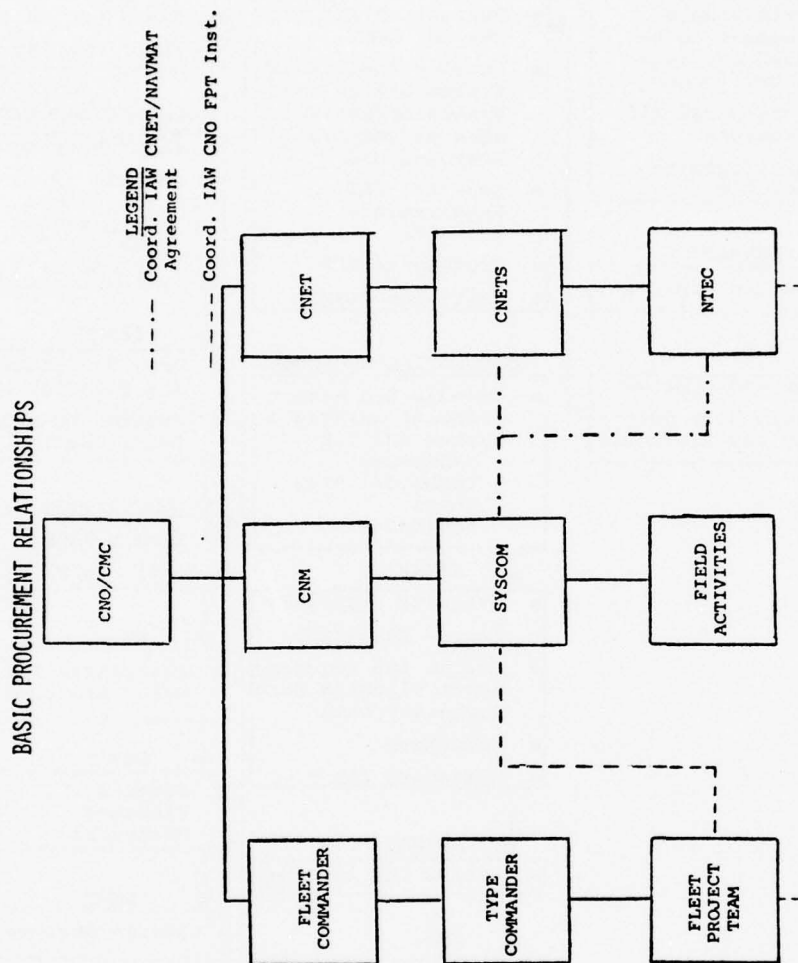 BASIC PROCUREMENT RELATIONSHIPS
LEGEND
Coord. IAW CNET/NAVMAT
Agreement
Coord. IAW CNO FPT Inst.
CNO/CMC
FLEET
COMMANDER
CNM
CNET
TYPE
COMMANDER
SYSCOM
CNETS
FLEET
PROJECT
TEAM
FIELD
ACTIVITIES
NTEC